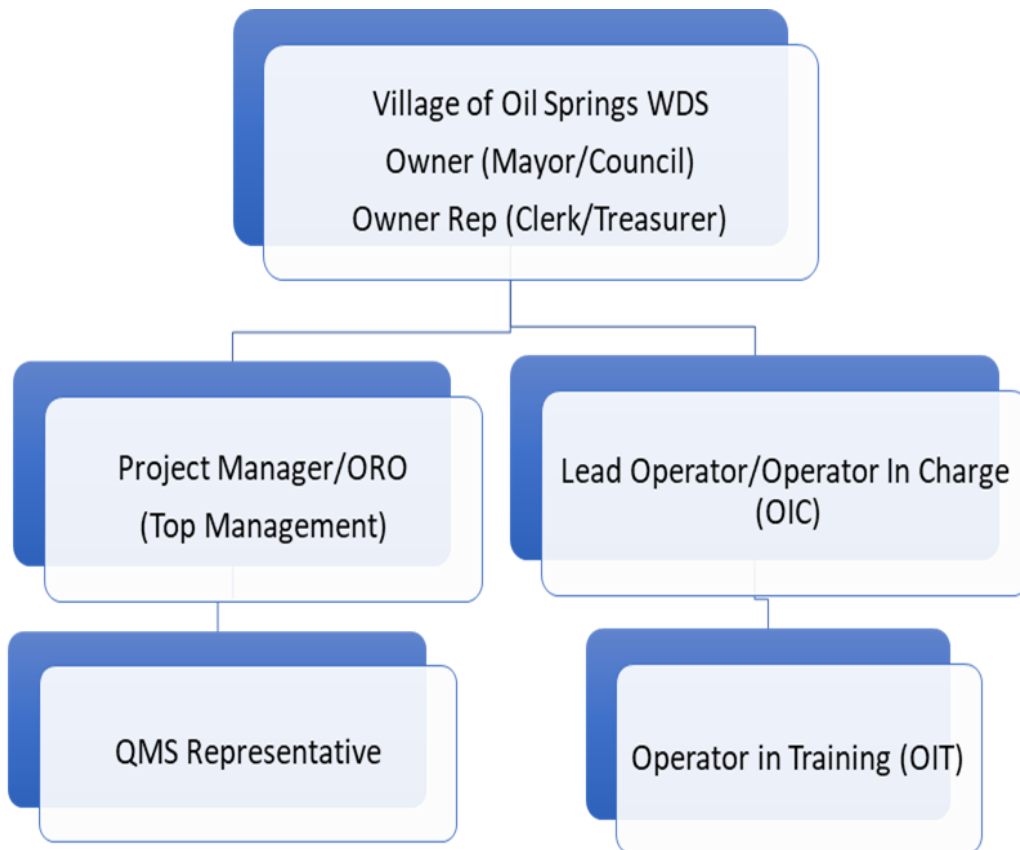 Village of Oil Springs WDS
Owner (Mayor/Council)
Owner Rep (Clerk/Treasurer)
Project Manager/ORO
(Top Management)
Lead Operator/Operator In Charge
(OIC)
QMS Representative
Operator in Training (OIT)